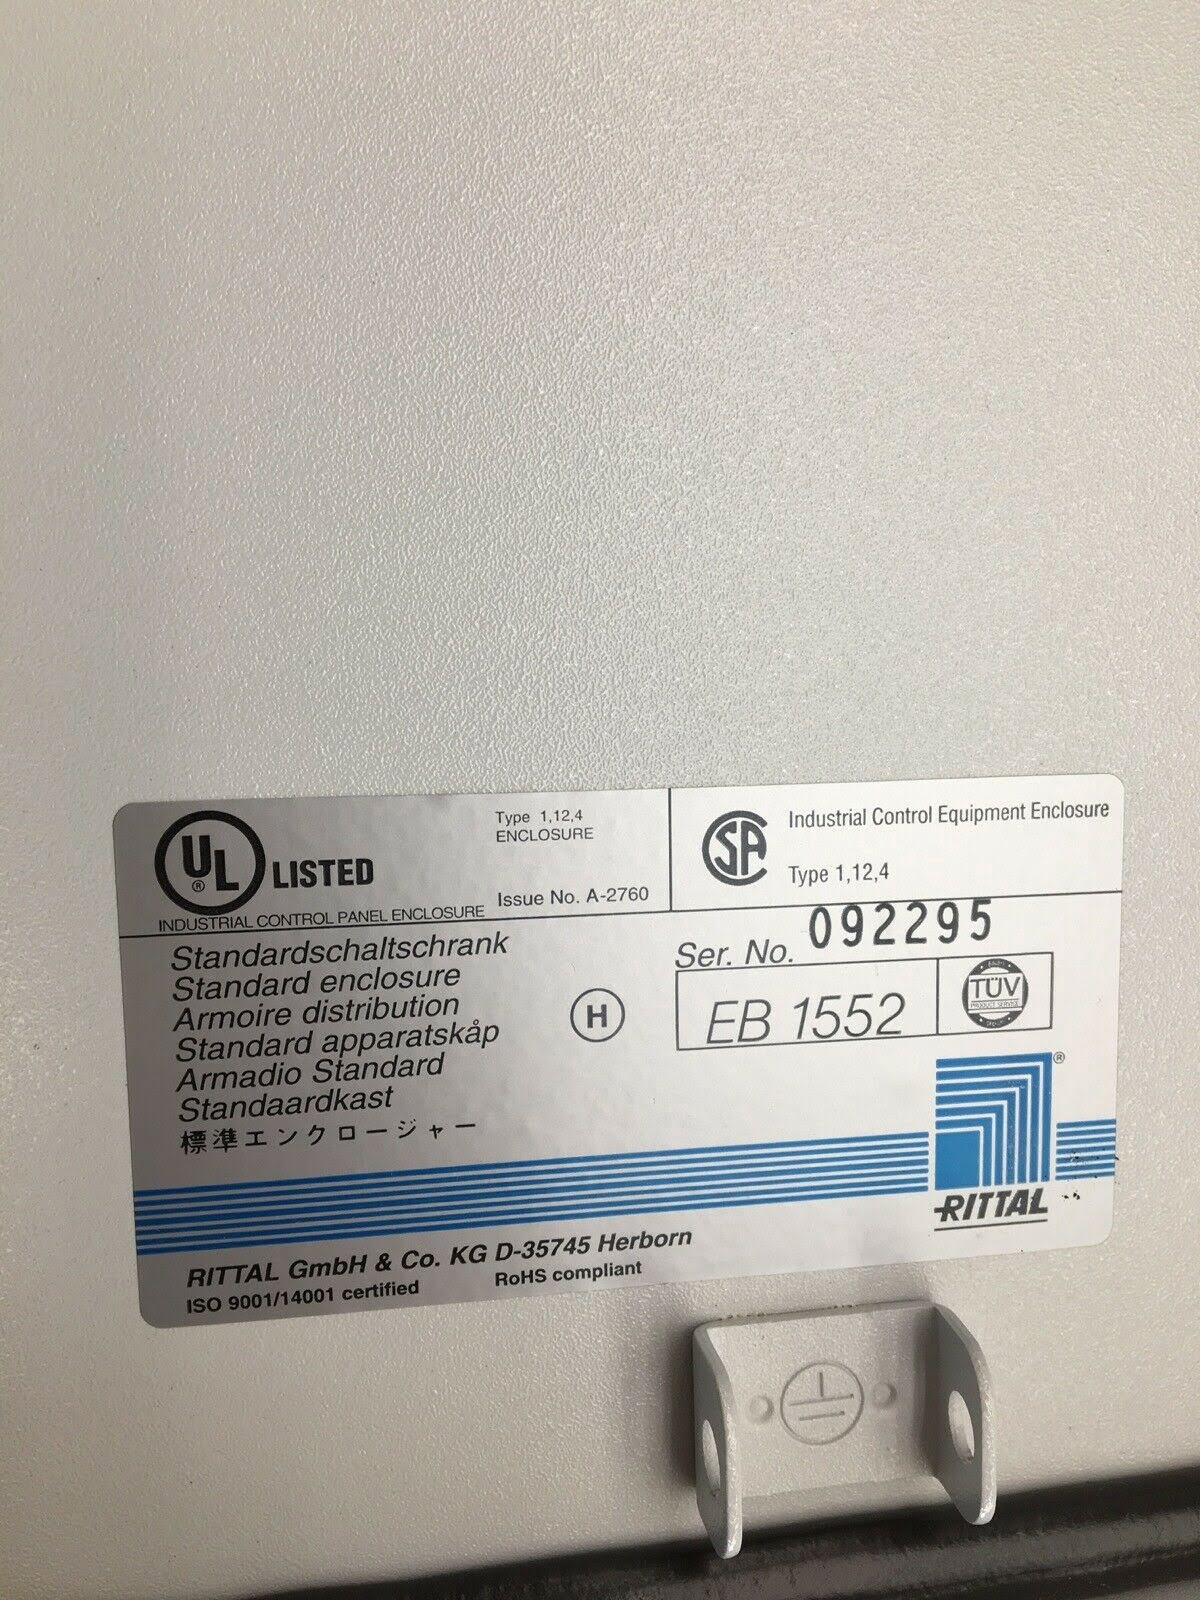 UL ® LISTED
INDUSTRIAL CONTROL PANEL ENCLOSURE
Type 1,12,4
ENCLOSURE
Issue No. A-2760
SA
Industrial Control Equipment Enclosure
Type 1,12,4
Standardschaltschrank
Standard enclosure
Armoire distribution
Standard apparatskåp
Armadio Standard
Standaardkast
標準エンクロージャー
H
Ser. No. 092295
EB 1552
TÜV
PRODUCT SERVICE
®
RITTAL
RITTAL GmbH & Co. KG D-35745 Herborn
ISO 9001/14001 certified
RoHS compliant